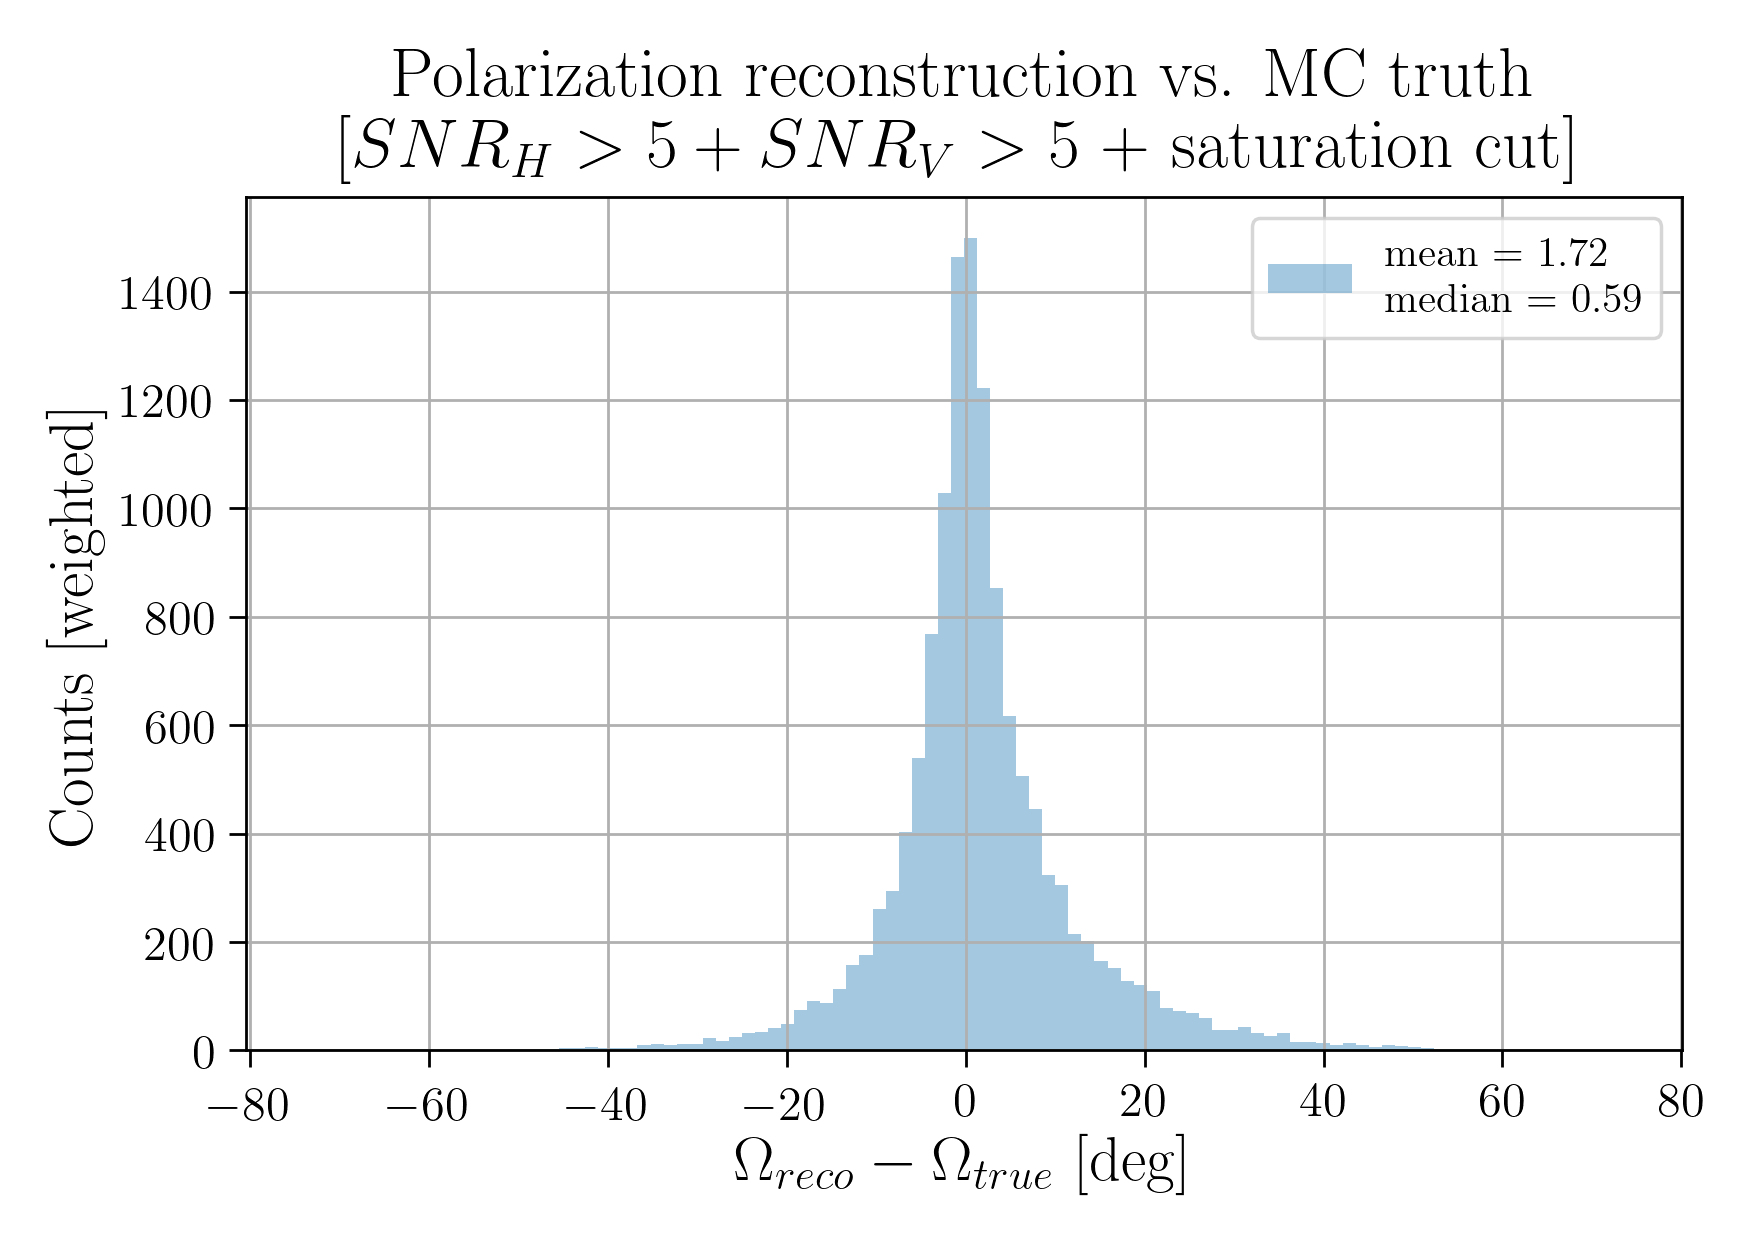 Polarization reconstruction vs. MC truth
[SNR_H > 5 + SNR_V > 5 + saturation cut]
mean = 1.72
median = 0.59
Counts [weighted]
1400
1200
1000
800
600
400
200
0
−80 −60 −40 −20 0 20 40 60 80
Ω_reco − Ω_true [deg]